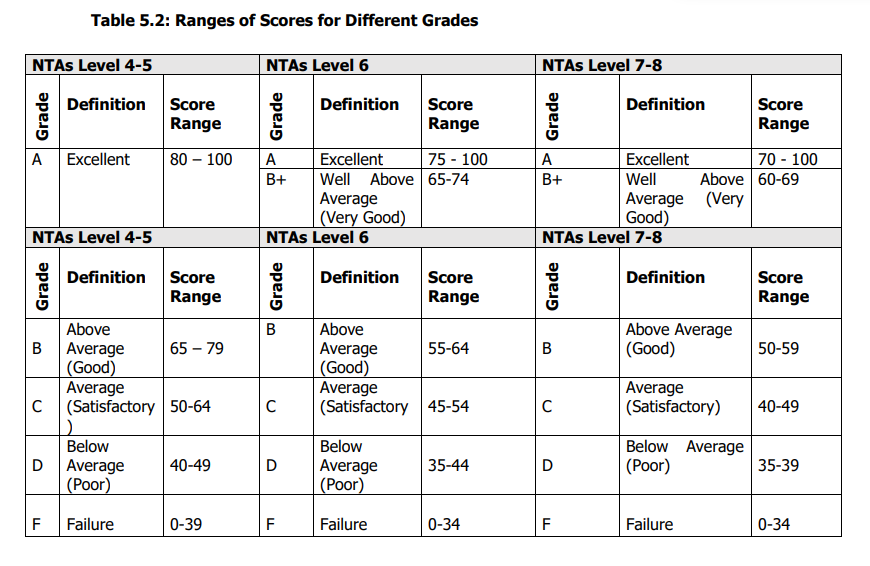 Table 5.2: Ranges of Scores for Different Grades
NTAs Level 4-5 NTAs Level 6 NTAs Level 7-8
Grade Definition Score Range Grade Definition Score Range Grade Definition Score Range
A Excellent 80 – 100 A Excellent 75 - 100 A Excellent 70 - 100
B+ Well Above Average (Very Good) 65-74 B+ Well Above Average (Very Good) 60-69
NTAs Level 4-5 NTAs Level 6 NTAs Level 7-8
Grade Definition Score Range Grade Definition Score Range Grade Definition Score Range
B Above Average (Good) 65 – 79 B Above Average (Good) 55-64 B Above Average (Good) 50-59
C Average (Satisfactory ) 50-64 C Average (Satisfactory 45-54 C Average (Satisfactory) 40-49
D Below Average (Poor) 40-49 D Below Average (Poor) 35-44 D Below Average (Poor) 35-39
F Failure 0-39 F Failure 0-34 F Failure 0-34